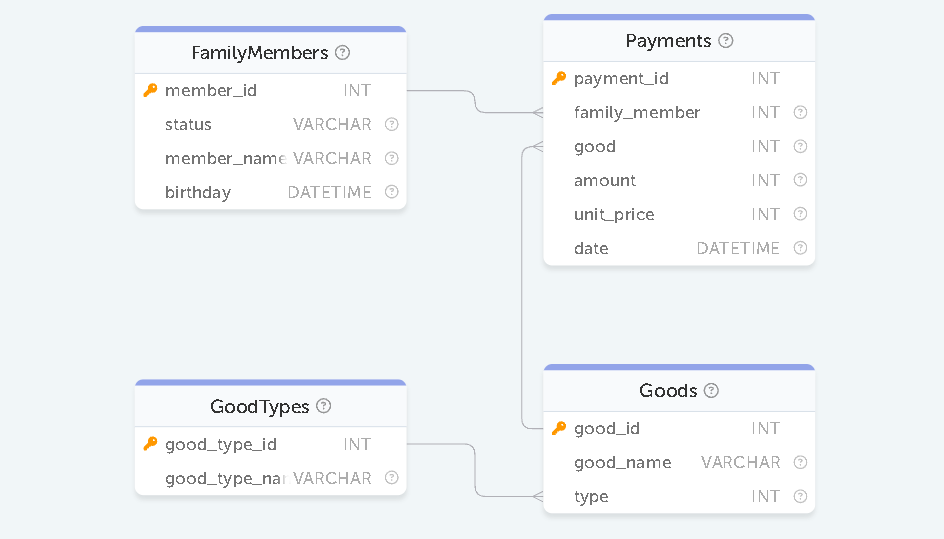 FamilyMembers
member_id INT
status VARCHAR
member_name VARCHAR
birthday DATETIME
Payments
payment_id INT
family_member INT
good INT
amount INT
unit_price INT
date DATETIME
GoodTypes
good_type_id INT
good_type_nar VARCHAR
Goods
good_id INT
good_name VARCHAR
type INT